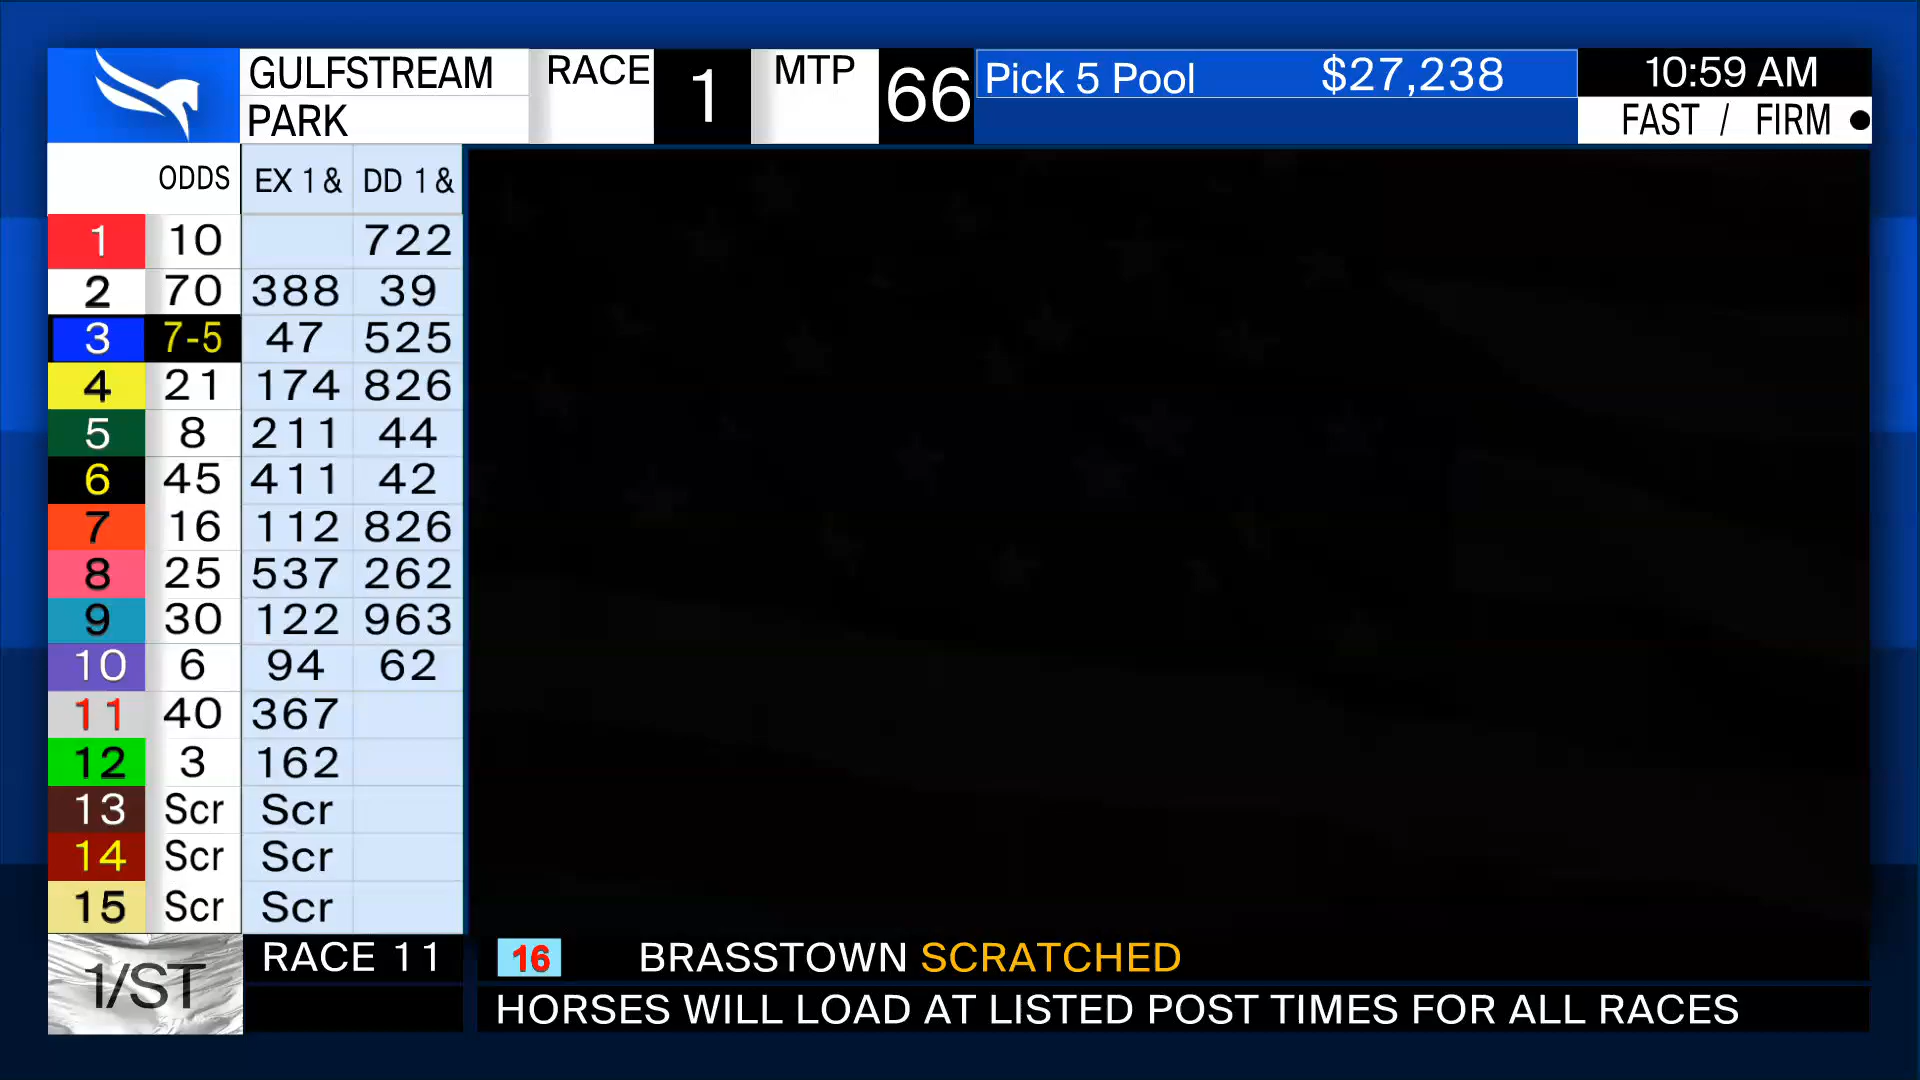 GULFSTREAM PARK
RACE 1
MTP 66
Pick 5 Pool $27,238
10:59 AM
FAST / FIRM
ODDS EX 1 & DD 1 &
1 10 722
2 70 388 39
3 7-5 47 525
4 21 174 826
5 8 211 44
6 45 411 42
7 16 112 826
8 25 537 262
9 30 122 963
10 6 94 62
11 40 367
12 3 162
13 Scr Scr
14 Scr Scr
15 Scr Scr
1/ST
RACE 11
16 BRASSTOWN SCRATCHED
HORSES WILL LOAD AT LISTED POST TIMES FOR ALL RACES